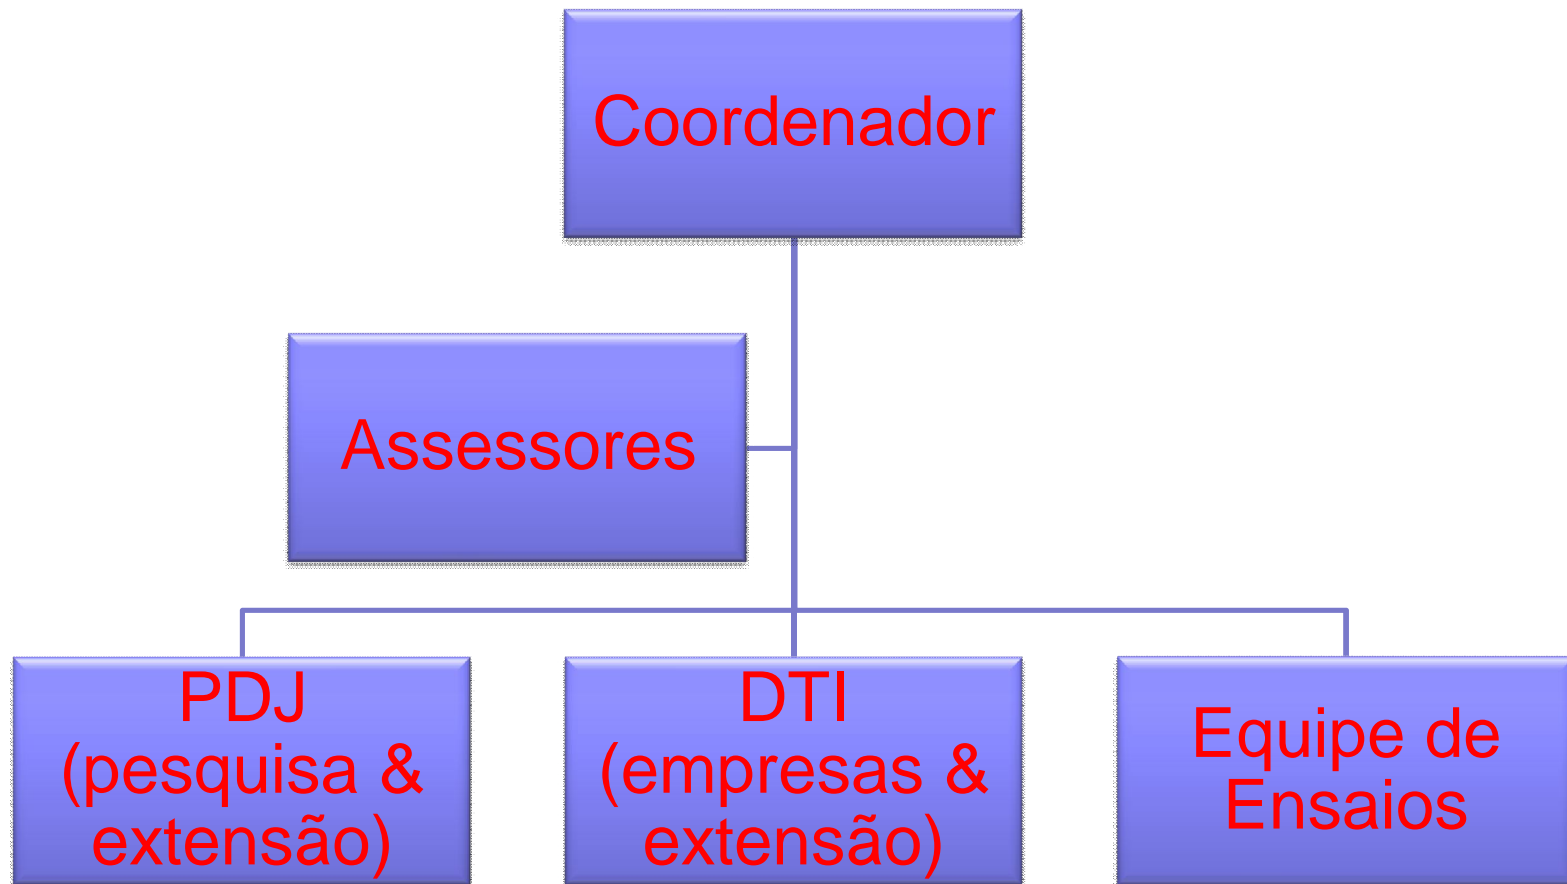 Coordenador
Assessores
PDJ
(pesquisa &
extensão)
DTI
(empresas &
extensão)
Equipe de
Ensaios